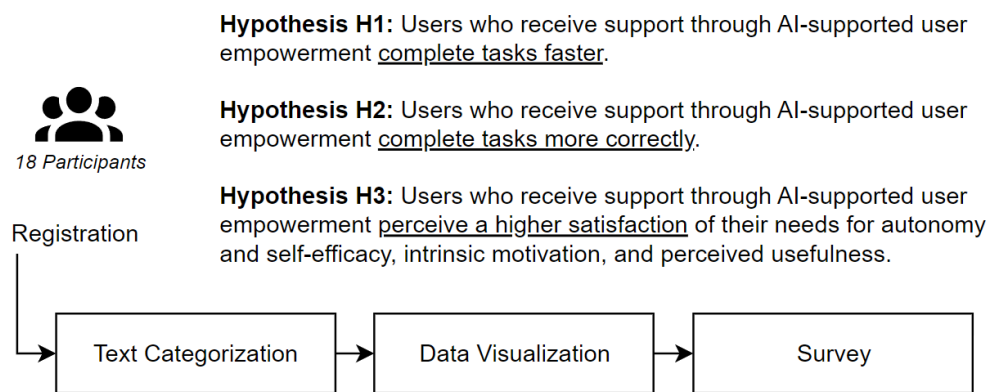 Hypothesis H1: Users who receive support through AI-supported user
empowerment complete tasks faster.
Hypothesis H2: Users who receive support through AI-supported user
empowerment complete tasks more correctly.
18 Participants
Hypothesis H3: Users who receive support through AI-supported user
empowerment perceive a higher satisfaction of their needs for autonomy
and self-efficacy, intrinsic motivation, and perceived usefulness.
Registration
Text Categorization
Data Visualization
Survey